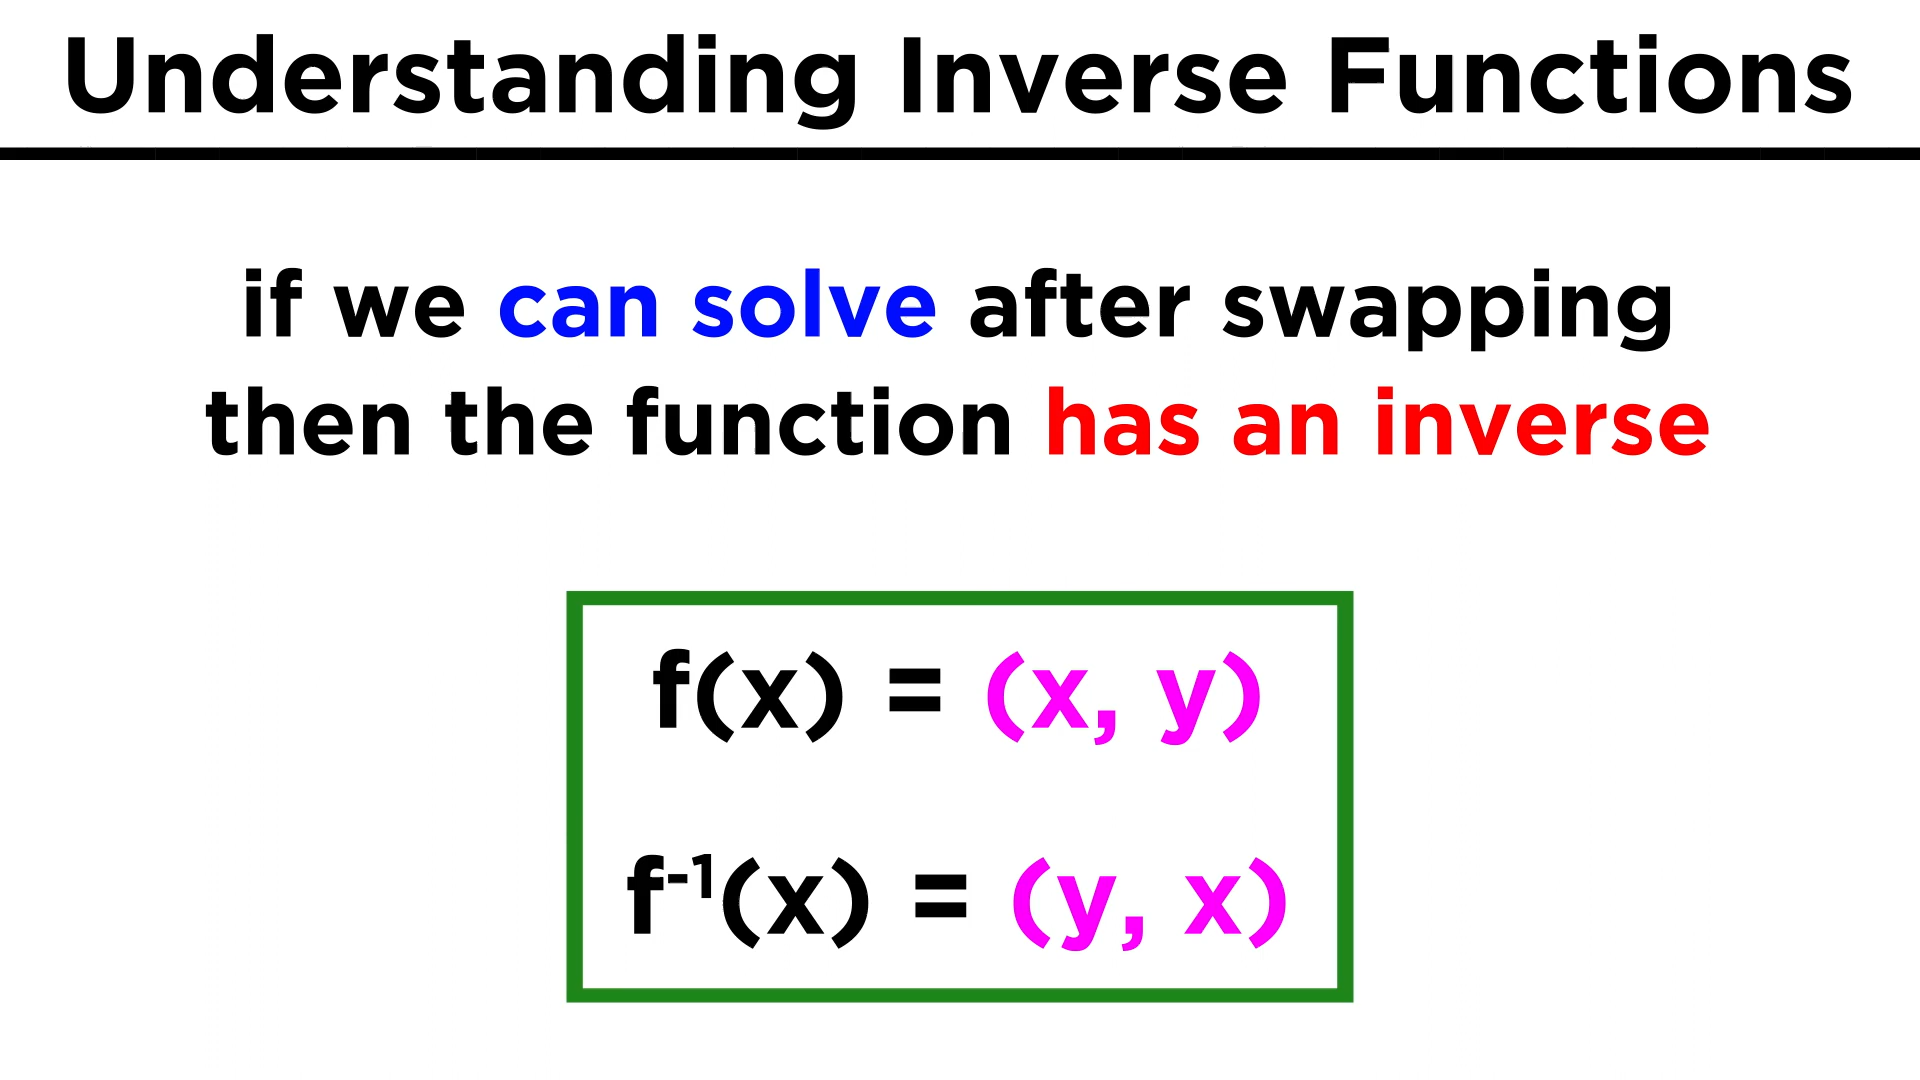 Understanding Inverse Functions
if we can solve after swapping
then the function has an inverse
f(x) = (x, y)
f⁻¹(x) = (y, x)